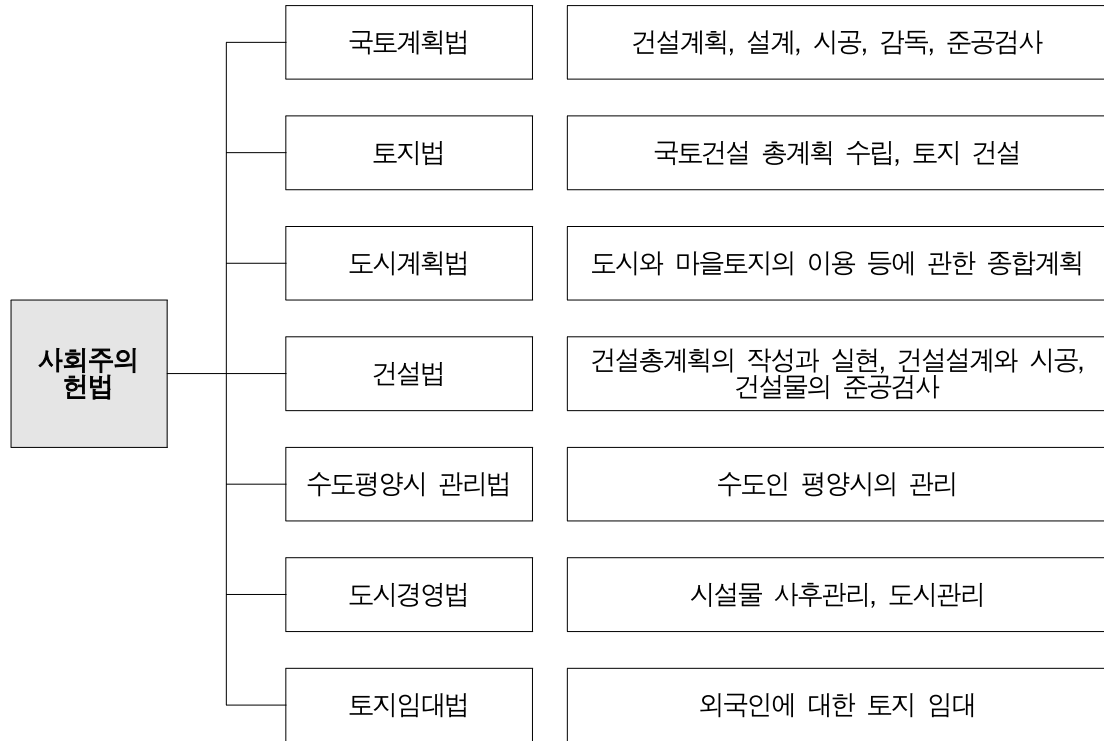 국토계획법
건설계획, 설계, 시공, 감독, 준공검사
토지법
국토건설 총계획 수립, 토지 건설
도시계획법
도시와 마을토지의 이용 등에 관한 종합계획
사회주의
헌법
건설법
건설총계획의 작성과 실현, 건설설계와 시공,
건설물의 준공검사
수도평양시 관리법
수도인 평양시의 관리
도시경영법
시설물 사후관리, 도시관리
토지임대법
외국인에 대한 토지 임대